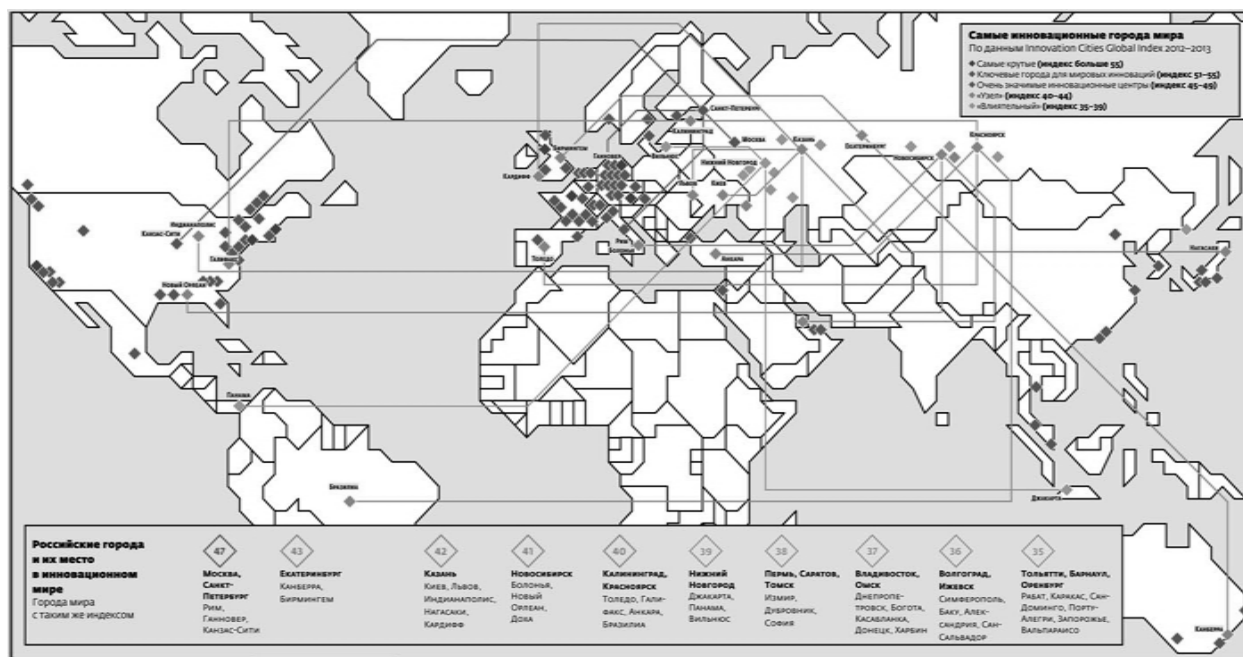 Самые инновационные города мира
По данным Innovation Cities Global Index 2012–2013
Самые крутые (индекс больше 55)
Ключевые города для мировых инноваций (индекс 51–55)
Очень значимые инновационные центры (индекс 45–49)
«Узел» (индекс 40–44)
«Влиятельный» (индекс 35–39)
Санкт-Петербург
Калининград
Москва
Казань
Екатеринбург
Красноярск
Новосибирск
Бирмингем
Ганновер
Вильнюс
Нижний Новгород
Кардифф
Львов
Киев
Индианаполис
Канзас-Сити
Галифакс
Рим
Болонья
Толедо
Анкара
Нагасаки
Новый Орлеан
Панама
Бразилиа
Джакарта
Канберра
Российские города
и их место
в инновационном
мире
Города мира
с таким же индексом
47
Москва,
Санкт-
Петербург
Рим,
Ганновер,
Канзас-Сити
43
Екатеринбург
Канберра,
Бирмингем
42
Казань
Киев, Львов,
Индианаполис,
Нагасаки,
Кардифф
41
Новосибирск
Болонья,
Новый
Орлеан,
Доха
40
Калининград,
Красноярск
Толедо, Гали-
факс, Анкара,
Бразилиа
39
Нижний
Новгород
Джакарта,
Панама,
Вильнюс
38
Пермь, Саратов,
Томск
Измир,
Дубровник,
София
37
Владивосток,
Омск
Днепропе-
тровск, Богота,
Касабланка,
Донецк, Харбин
36
Волгоград,
Ижевск
Симферополь,
Баку, Алек-
сандрия, Сан-
Сальвадор
35
Тольятти, Барнаул,
Оренбург
Рабат, Каракас, Сан-
Доминго, Порту-
Алегри, Запорожье,
Вальпараисо